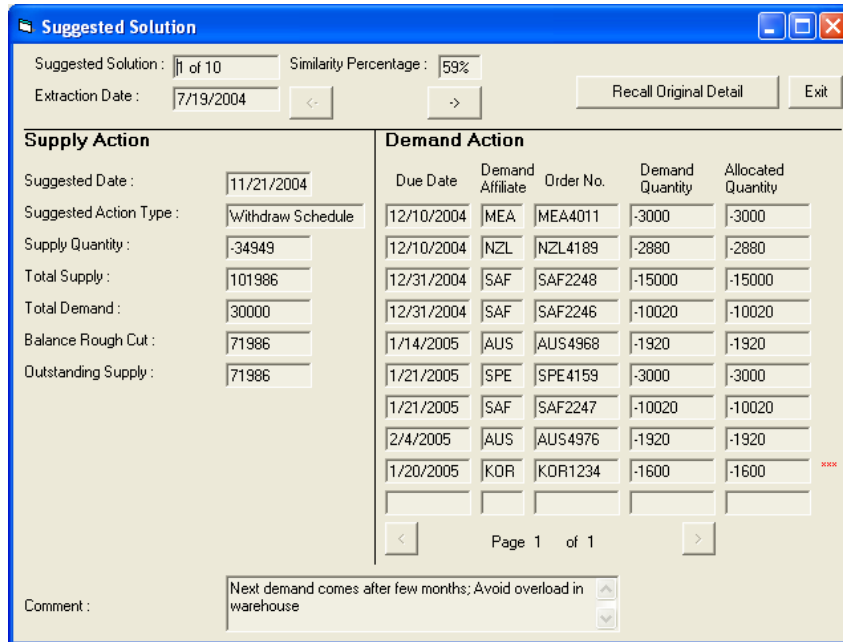 Suggested Solution
Suggested Solution : 1 of 10 Similarity Percentage : 59%
Extraction Date : 7/19/2004 <- -> Recall Original Detail Exit
Supply Action
Suggested Date : 11/21/2004
Suggested Action Type : Withdraw Schedule
Supply Quantity : -34949
Total Supply : 101986
Total Demand : 30000
Balance Rough Cut : 71986
Outstanding Supply : 71986
Demand Action
Due Date Demand Affiliate Order No. Demand Quantity Allocated Quantity
12/10/2004 MEA MEA4011 -3000 -3000
12/10/2004 NZL NZL4189 -2880 -2880
12/31/2004 SAF SAF2248 -15000 -15000
12/31/2004 SAF SAF2246 -10020 -10020
1/14/2005 AUS AUS4968 -1920 -1920
1/21/2005 SPE SPE4159 -3000 -3000
1/21/2005 SAF SAF2247 -10020 -10020
2/4/2005 AUS AUS4976 -1920 -1920
1/20/2005 KOR KOR1234 -1600 -1600 ***
< Page 1 of 1 >
Comment : Next demand comes after few months; Avoid overload in
warehouse